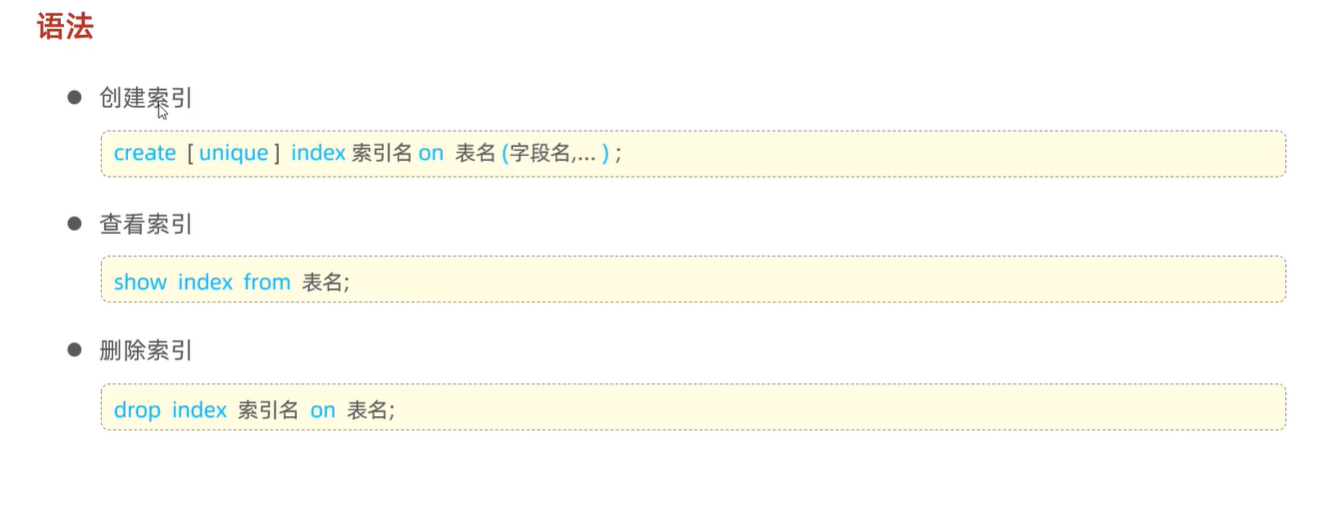 语法
创建索引
create [ unique ] index 索引名 on 表名 (字段名,... ) ;
查看索引
show index from 表名;
删除索引
drop index 索引名 on 表名;